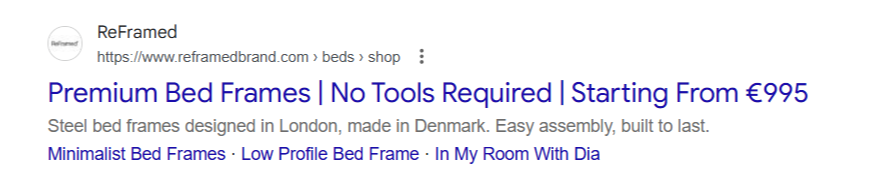 ReFramed
ReFramed
https://www.reframedbrand.com › beds › shop
Premium Bed Frames | No Tools Required | Starting From €995
Steel bed frames designed in London, made in Denmark. Easy assembly, built to last.
Minimalist Bed Frames · Low Profile Bed Frame · In My Room With Dia